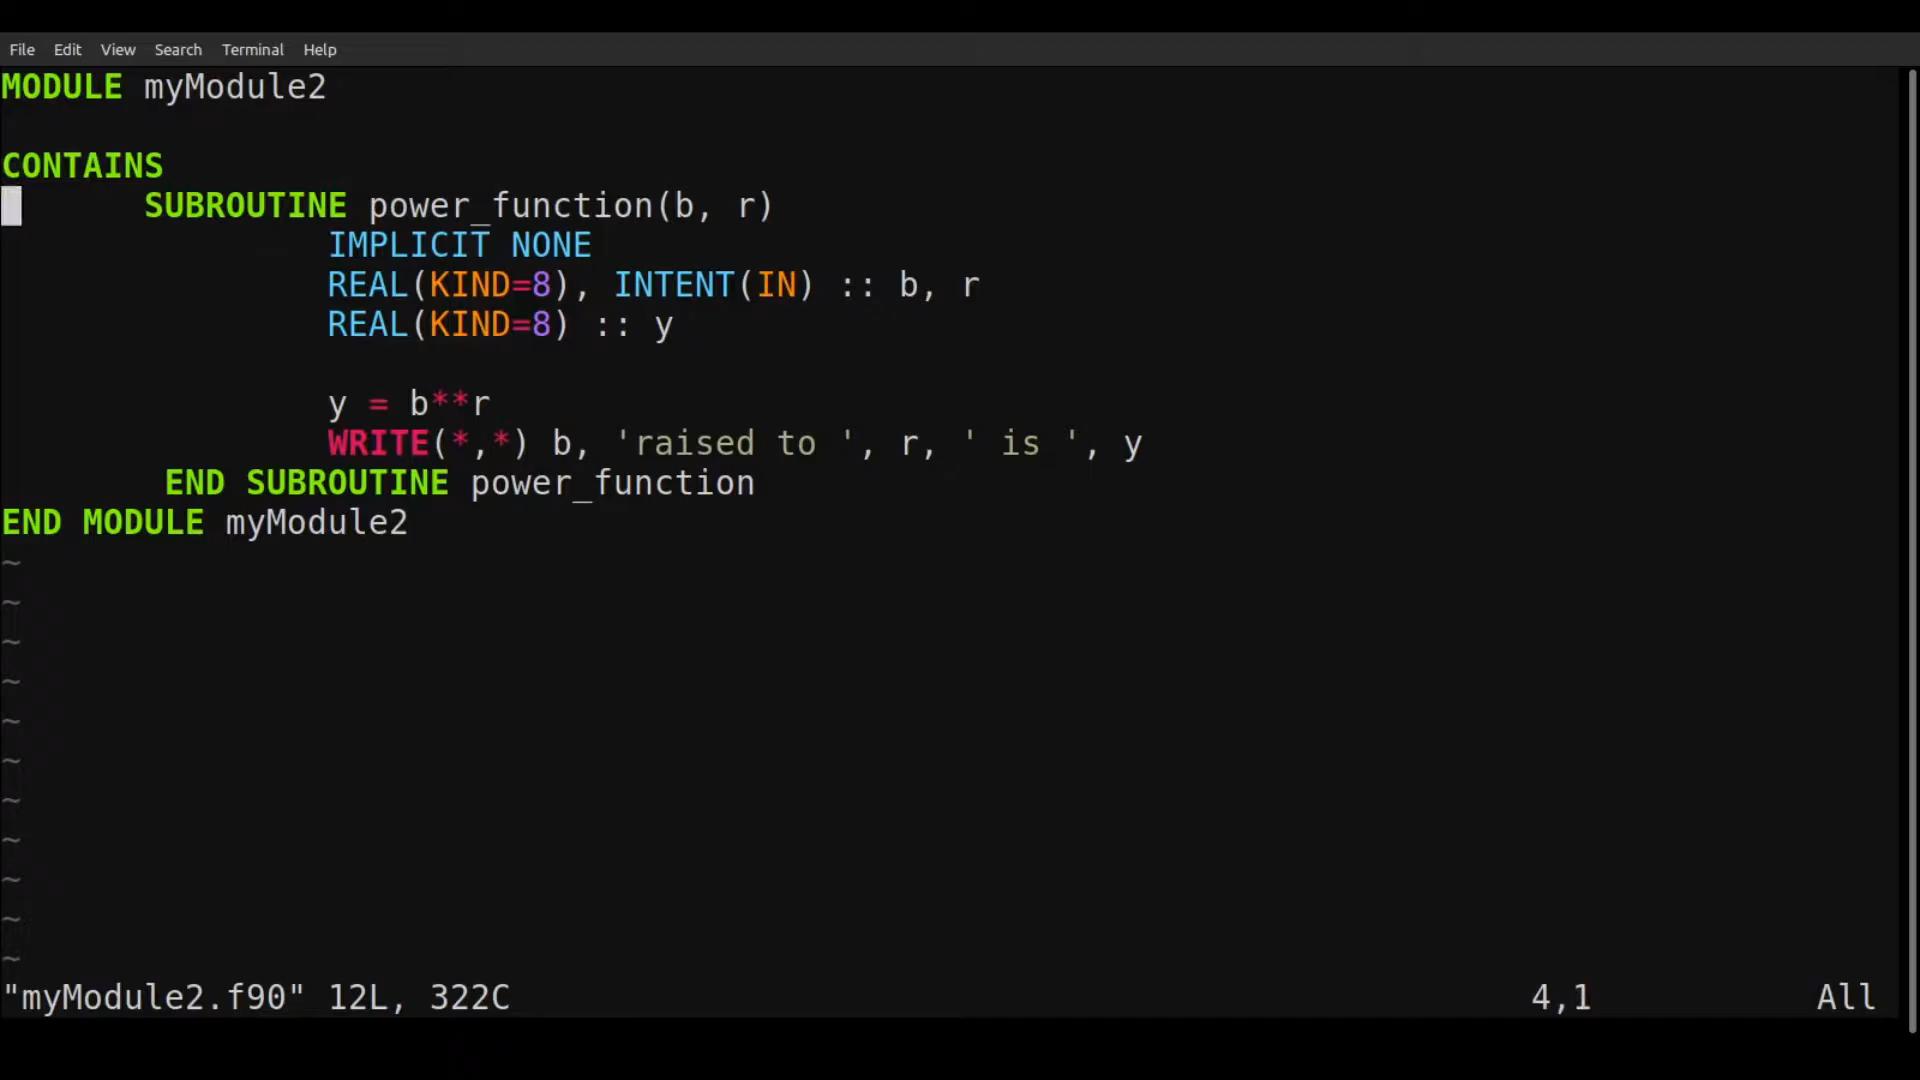 File Edit View Search Terminal Help
MODULE myModule2
CONTAINS
SUBROUTINE power_function(b, r)
IMPLICIT NONE
REAL(KIND=8), INTENT(IN) :: b, r
REAL(KIND=8) :: y
y = b**r
WRITE(*,*) b, 'raised to ', r, ' is ', y
END SUBROUTINE power_function
END MODULE myModule2
~
~
~
~
~
~
~
~
~
~
~
"myModule2.f90" 12L, 322C 4,1 All